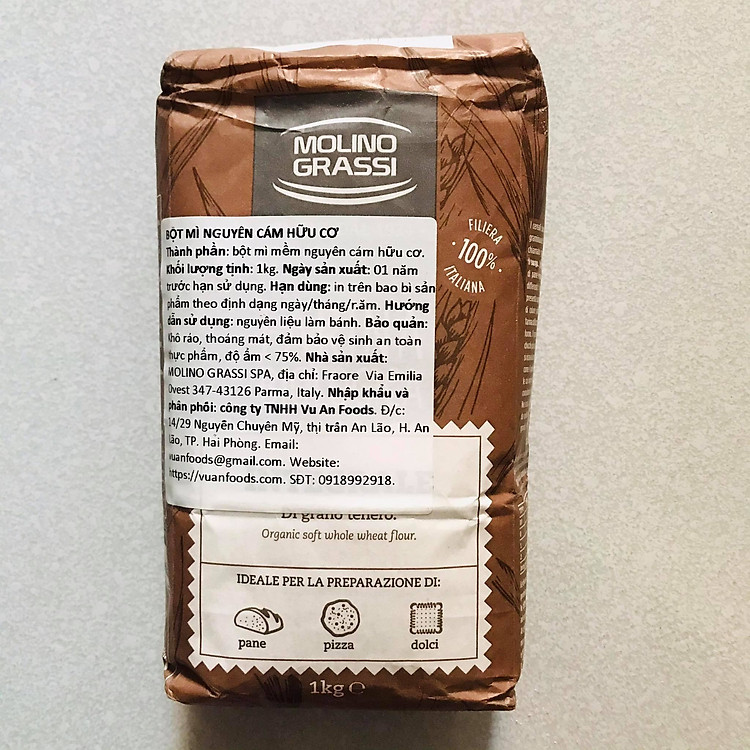 MOLINO
GRASSI
FILIERA
100%
ITALIANA
BỘT MÌ NGUYÊN CÁM HỮU CƠ
Thành phần: bột mì mềm nguyên cám hữu cơ.
Khối lượng tịnh: 1kg. Ngày sản xuất: 01 năm
trước hạn sử dụng. Hạn dùng: in trên bao bì sản
phẩm theo định dạng ngày/tháng/năm. Hướng
dẫn sử dụng: nguyên liệu làm bánh. Bảo quản:
Khô ráo, thoáng mát, đảm bảo vệ sinh an toàn
thực phẩm, độ ẩm < 75%. Nhà sản xuất:
MOLINO GRASSI SPA, địa chỉ: Fraore Via Emilia
Ovest 347-43126 Parma, Italy. Nhập khẩu và
phân phối: công ty TNHH Vu An Foods. Đ/c:
14/29 Nguyễn Chuyên Mỹ, thị trấn An Lão, H. An
Lão, TP. Hải Phòng. Email:
vuanfoods@gmail.com. Website:
https://vuanfoods.com. SĐT: 0918992918.
Di grano tenero.
Organic soft whole wheat flour.
IDEALE PER LA PREPARAZIONE DI:
pane pizza dolci
1kg ℮